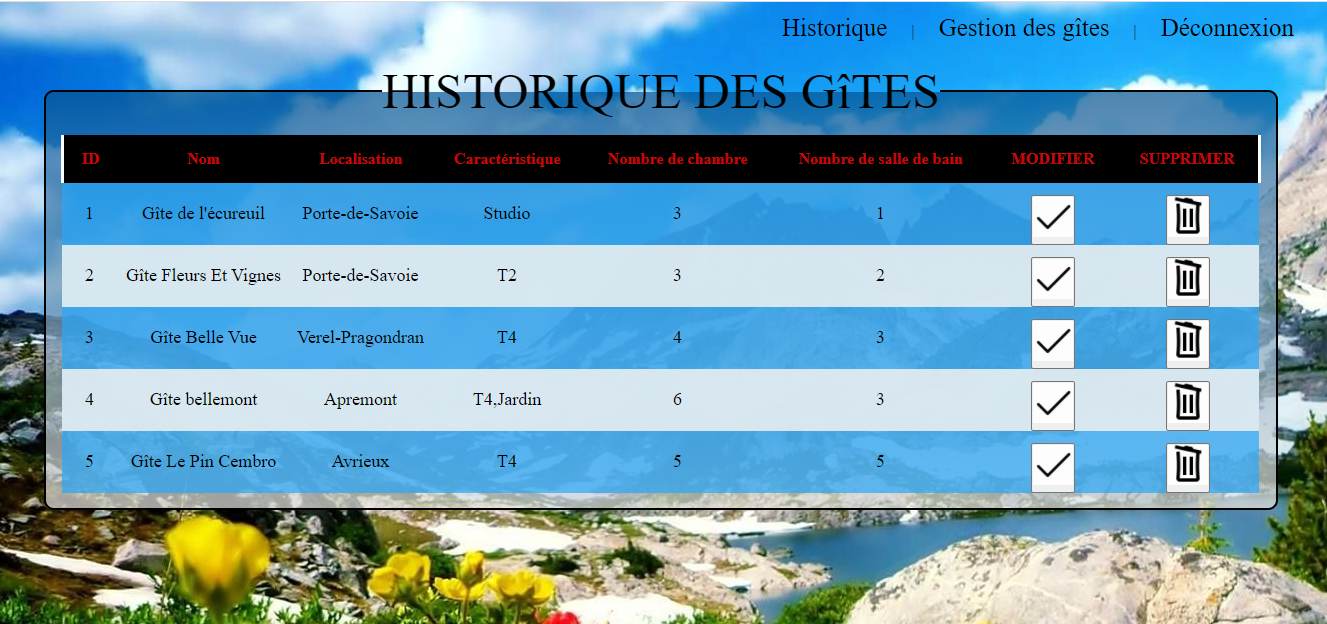 Historique | Gestion des gîtes | Déconnexion
HISTORIQUE DES GîTES
ID Nom Localisation Caractéristique Nombre de chambre Nombre de salle de bain MODIFIER SUPPRIMER
1 Gîte de l'écureuil Porte-de-Savoie Studio 3 1
2 Gîte Fleurs Et Vignes Porte-de-Savoie T2 3 2
3 Gîte Belle Vue Verel-Pragondran T4 4 3
4 Gîte bellemont Apremont T4,Jardin 6 3
5 Gîte Le Pin Cembro Avrieux T4 5 5